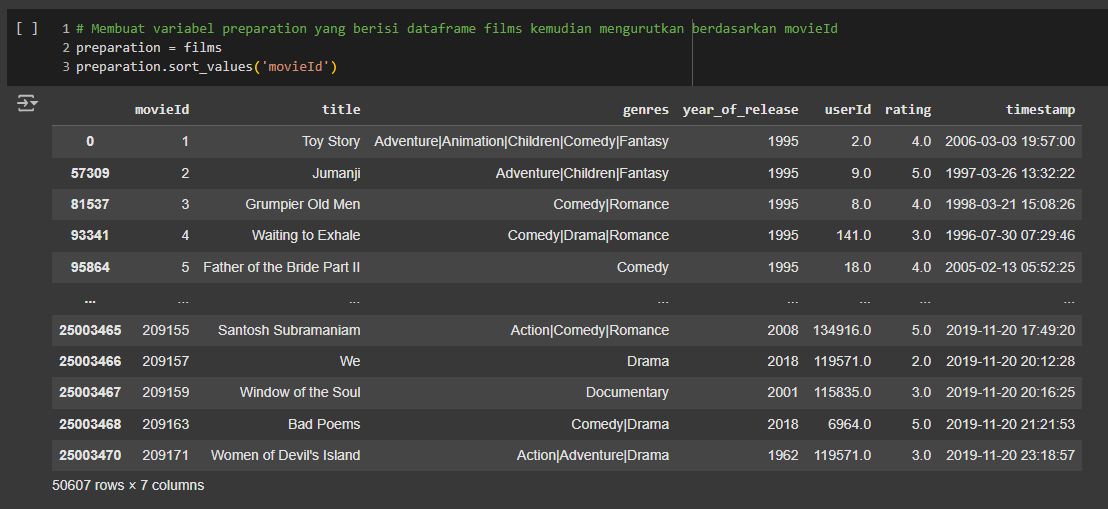 [ ] 1 # Membuat variabel preparation yang berisi dataframe films kemudian mengurutkan berdasarkan movieId
2 preparation = films
3 preparation.sort_values('movieId')
movieId title genres year_of_release userId rating timestamp
0 1 Toy Story Adventure|Animation|Children|Comedy|Fantasy 1995 2.0 4.0 2006-03-03 19:57:00
57309 2 Jumanji Adventure|Children|Fantasy 1995 9.0 5.0 1997-03-26 13:32:22
81537 3 Grumpier Old Men Comedy|Romance 1995 8.0 4.0 1998-03-21 15:08:26
93341 4 Waiting to Exhale Comedy|Drama|Romance 1995 141.0 3.0 1996-07-30 07:29:46
95864 5 Father of the Bride Part II Comedy 1995 18.0 4.0 2005-02-13 05:52:25
... ... ... ... ... ... ... ...
25003465 209155 Santosh Subramaniam Action|Comedy|Romance 2008 134916.0 5.0 2019-11-20 17:49:20
25003466 209157 We Drama 2018 119571.0 2.0 2019-11-20 20:12:28
25003467 209159 Window of the Soul Documentary 2001 115835.0 3.0 2019-11-20 20:16:25
25003468 209163 Bad Poems Comedy|Drama 2018 6964.0 5.0 2019-11-20 21:21:53
25003470 209171 Women of Devil's Island Action|Adventure|Drama 1962 119571.0 3.0 2019-11-20 23:18:57
50607 rows × 7 columns